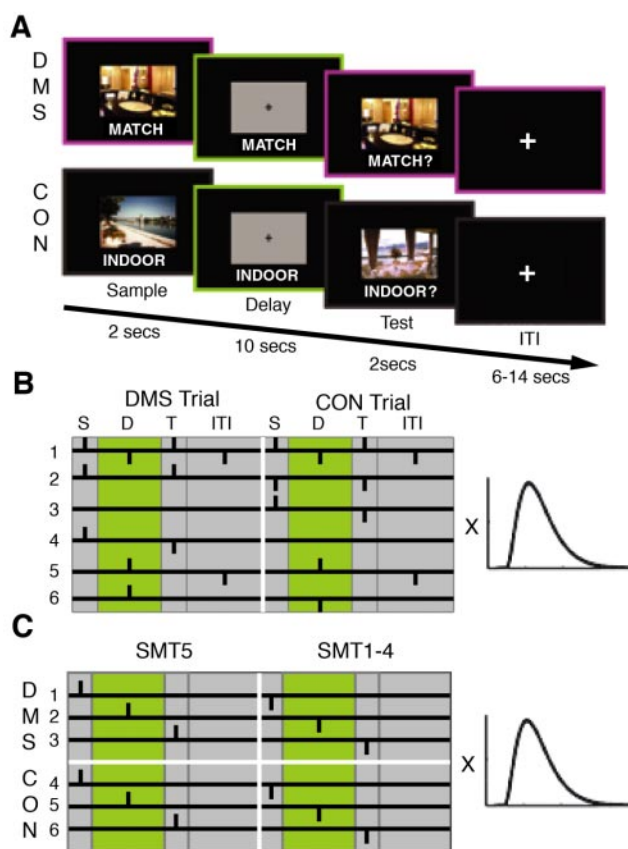 A
D
M
S
MATCH
MATCH
MATCH?
C
O
N
INDOOR
INDOOR
INDOOR?
Sample
Delay
Test
ITI
2 secs
10 secs
2secs
6-14 secs
B
DMS Trial CON Trial
S D T ITI S D T ITI
1
2
3
4
5
6
X
C
SMT5 SMT1-4
D 1
M 2
S 3
C 4
O 5
N 6
X